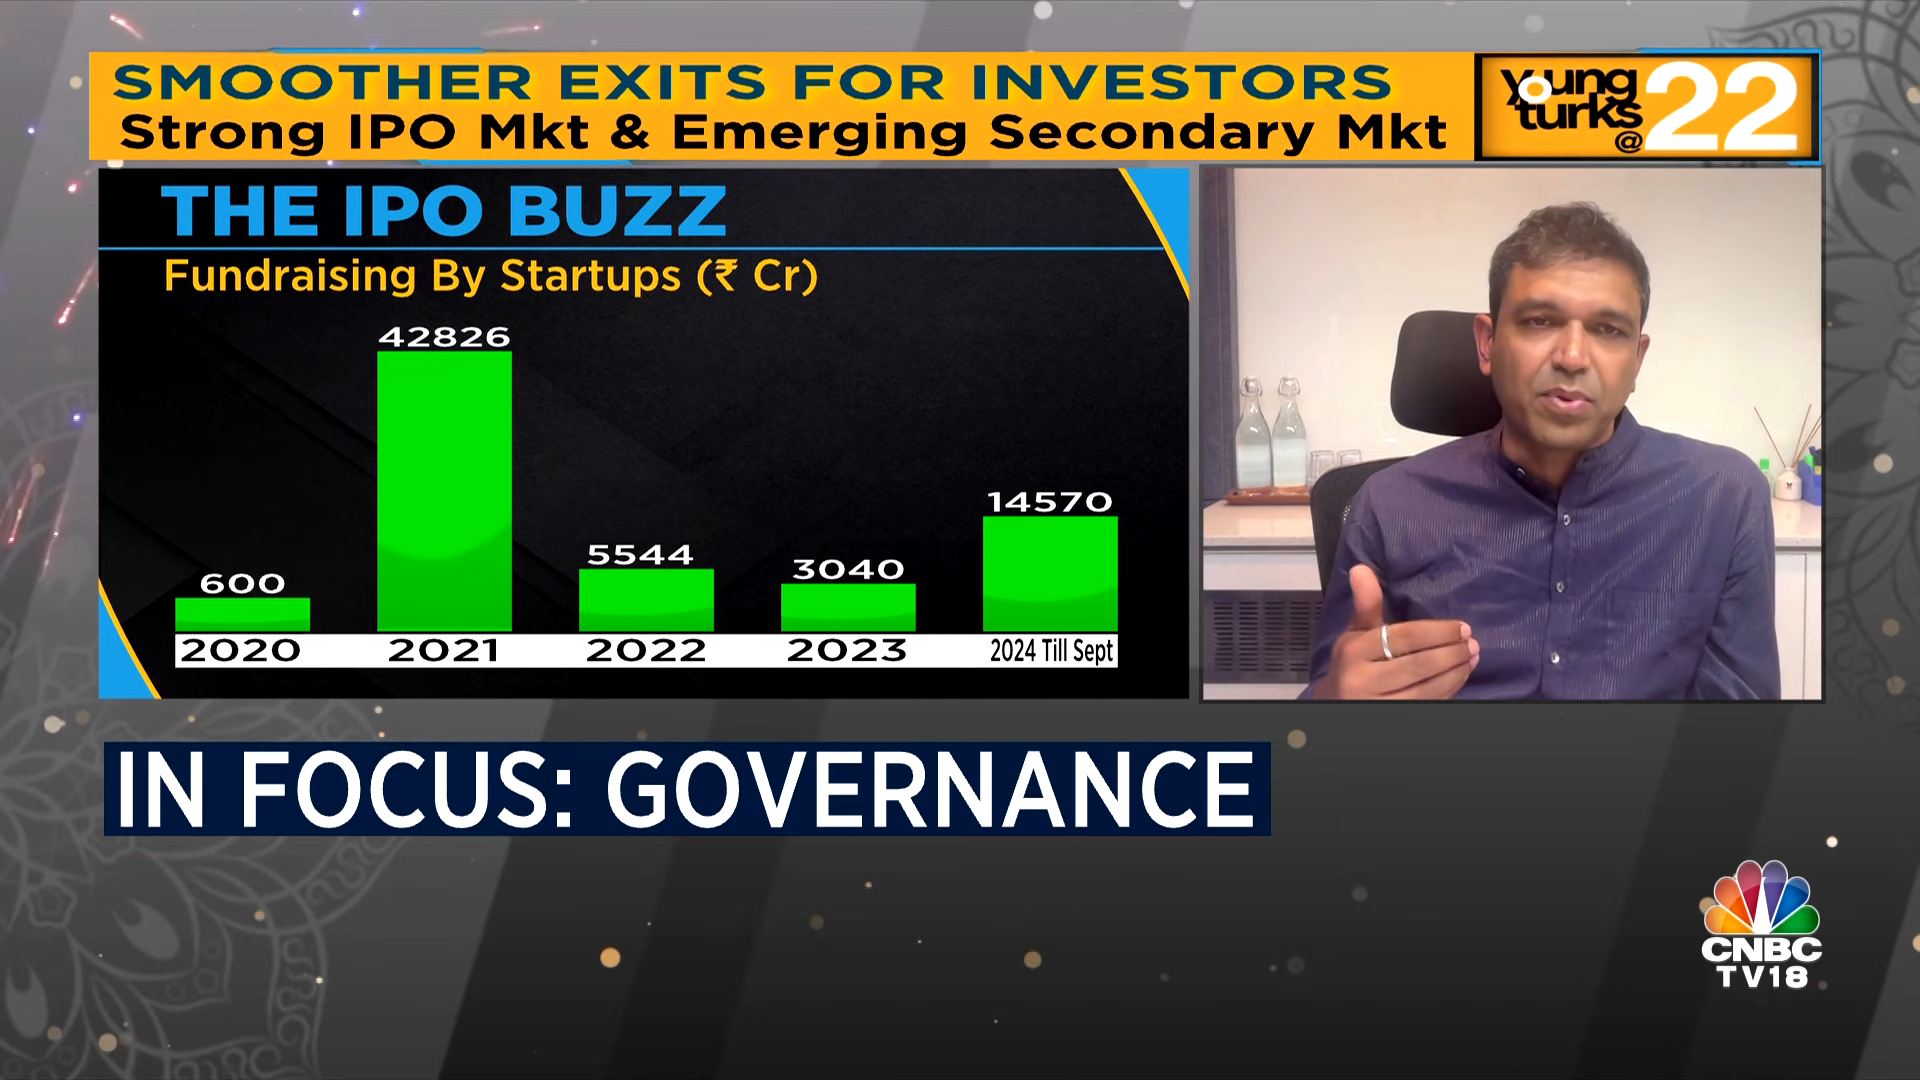 SMOOTHER EXITS FOR INVESTORS
Strong IPO Mkt & Emerging Secondary Mkt
young
turks
@22
THE IPO BUZZ
Fundraising By Startups (₹ Cr)
600
42826
5544
3040
14570
2020
2021
2022
2023
2024 Till Sept
IN FOCUS: GOVERNANCE
CNBC
TV18